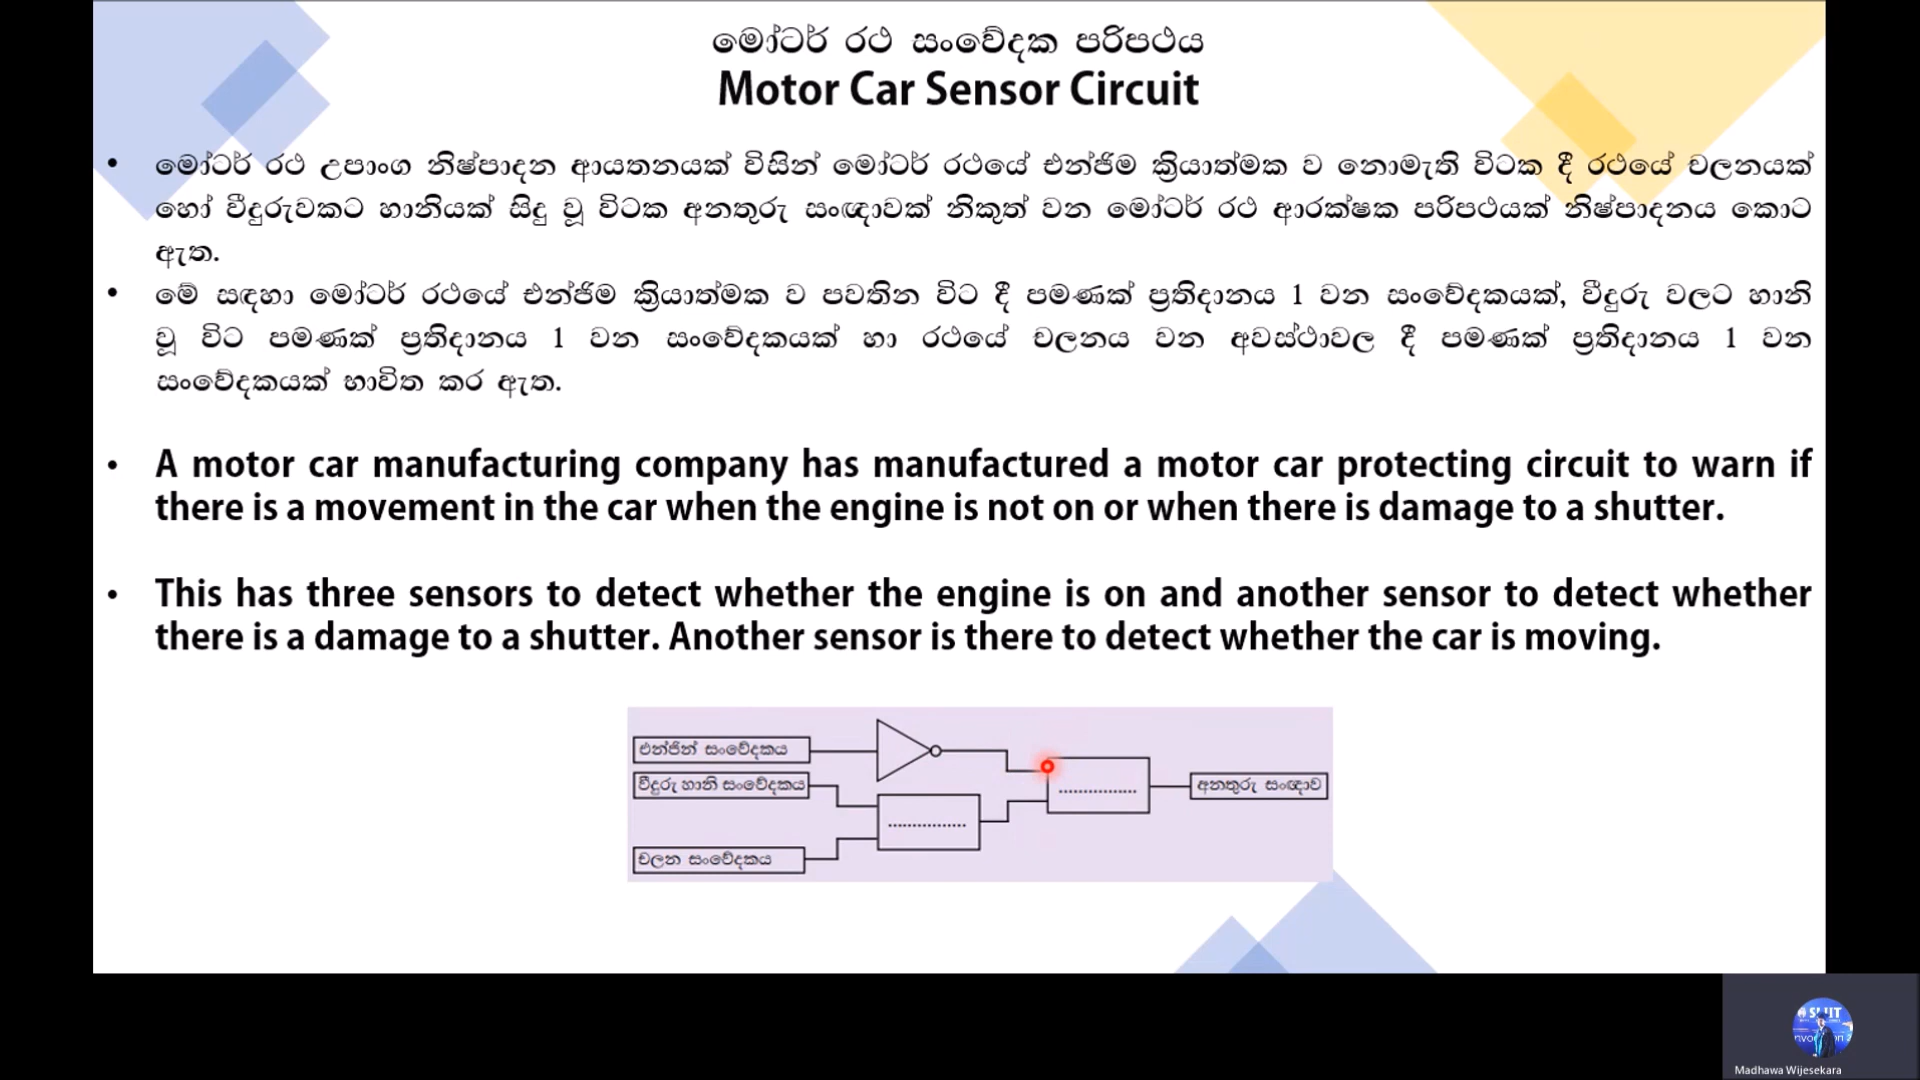 මෝටර් රථ සංවේදක පරිපථය
Motor Car Sensor Circuit
• මෝටර් රථ උපාංග නිෂ්පාදන ආයතනයක් විසින් මෝටර් රථයේ එන්ජිම ක්‍රියාත්මක ව නොමැති විටක දී රථයේ චලනයක්
හෝ වීදුරුවකට හානියක් සිදු වූ විටක අනතුරු සංඥාවක් නිකුත් වන මෝටර් රථ ආරක්ෂක පරිපථයක් නිෂ්පාදනය කොට
ඇත.
• මේ සඳහා මෝටර් රථයේ එන්ජිම ක්‍රියාත්මක ව පවතින විට දී පමණක් ප්‍රතිදානය 1 වන සංවේදකයක්, වීදුරු වලට හානි
වූ විට පමණක් ප්‍රතිදානය 1 වන සංවේදකයක් හා රථයේ චලනය වන අවස්ථාවල දී පමණක් ප්‍රතිදානය 1 වන
සංවේදකයක් භාවිත කර ඇත.
• A motor car manufacturing company has manufactured a motor car protecting circuit to warn if
there is a movement in the car when the engine is not on or when there is damage to a shutter.
• This has three sensors to detect whether the engine is on and another sensor to detect whether
there is a damage to a shutter. Another sensor is there to detect whether the car is moving.
එන්ජින් සංවේදකය
වීදුරු හානි සංවේදකය
චලන සංවේදකය
................
................
අනතුරු සංඥාව
Madhawa Wijesekara